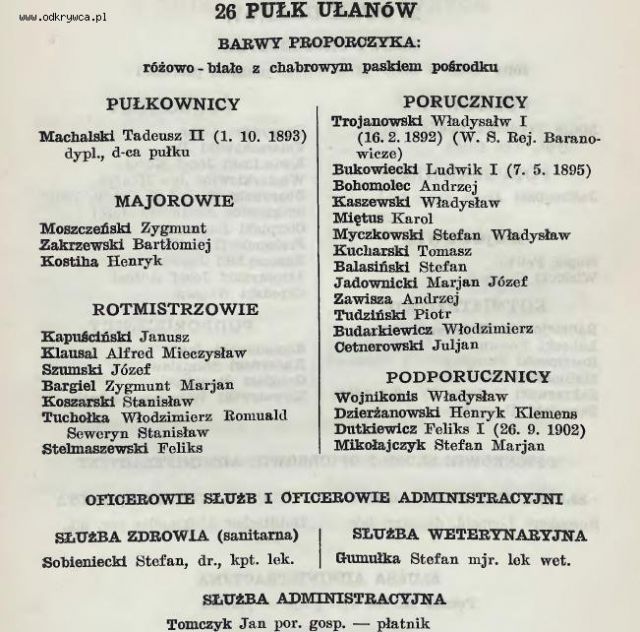 www.odkrywca.pl
26 PUŁK UŁANÓW
BARWY PROPORCZYKA:
różowo-białe z chabrowym paskiem pośrodku
PUŁKOWNICY
Machalski Tadeusz II (1. 10. 1893)
dypl., d-ca pułku
MAJOROWIE
Moszczeński Zygmunt
Zakrzewski Bartłomiej
Kostiha Henryk
ROTMISTRZOWIE
Kapuściński Janusz
Klausal Alfred Mieczysław
Szumski Józef
Bargiel Zygmunt Marjan
Koszarski Stanisław
Tuchołka Włodzimierz Romuald
Seweryn Stanisław
Stelmaszewski Feliks
PORUCZNICY
Trojanowski Władysałw I
(16. 2. 1892) (W. S. Rej. Barano-
wicze)
Bukowiecki Ludwik I (7. 5. 1895)
Bohomolec Andrzej
Kaszewski Władysław
Miętus Karol
Myczkowski Stefan Władysław
Kucharski Tomasz
Balasiński Stefan
Jadownicki Marjan Józef
Zawisza Andrzej
Tudziński Piotr
Budarkiewicz Włodzimierz
Cetnerowski Juljan
PODPORUCZNICY
Wojnikonis Władysław
Dzierżanowski Henryk Klemens
Dutkiewicz Feliks I (26. 9. 1902)
Mikołajczyk Stefan Marjan
OFICEROWIE SŁUŻB I OFICEROWIE ADMINISTRACYJNI
SŁUŻBA ZDROWIA (sanitarna)
Sobieniecki Stefan, dr., kpt. lek.
SŁUŻBA WETERYNARYJNA
Gumułka Stefan mjr. lek wet.
SŁUŻBA ADMINISTRACYJNA
Tomczyk Jan por. gosp. — płatnik